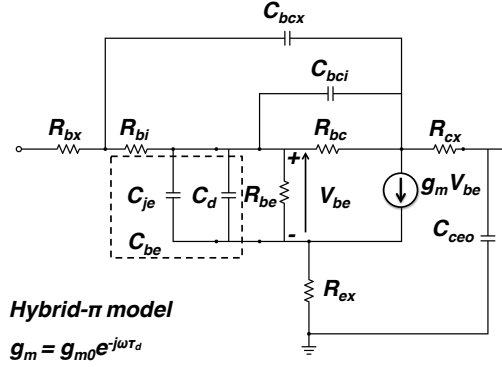 C_bcx
C_bci
R_bx
R_bi
R_bc
R_cx
+
C_je
C_d
R_be
V_be
g_mV_be
C_be
-
C_ceo
R_ex
Hybrid-π model
g_m = g_m0e^-jωτ_d